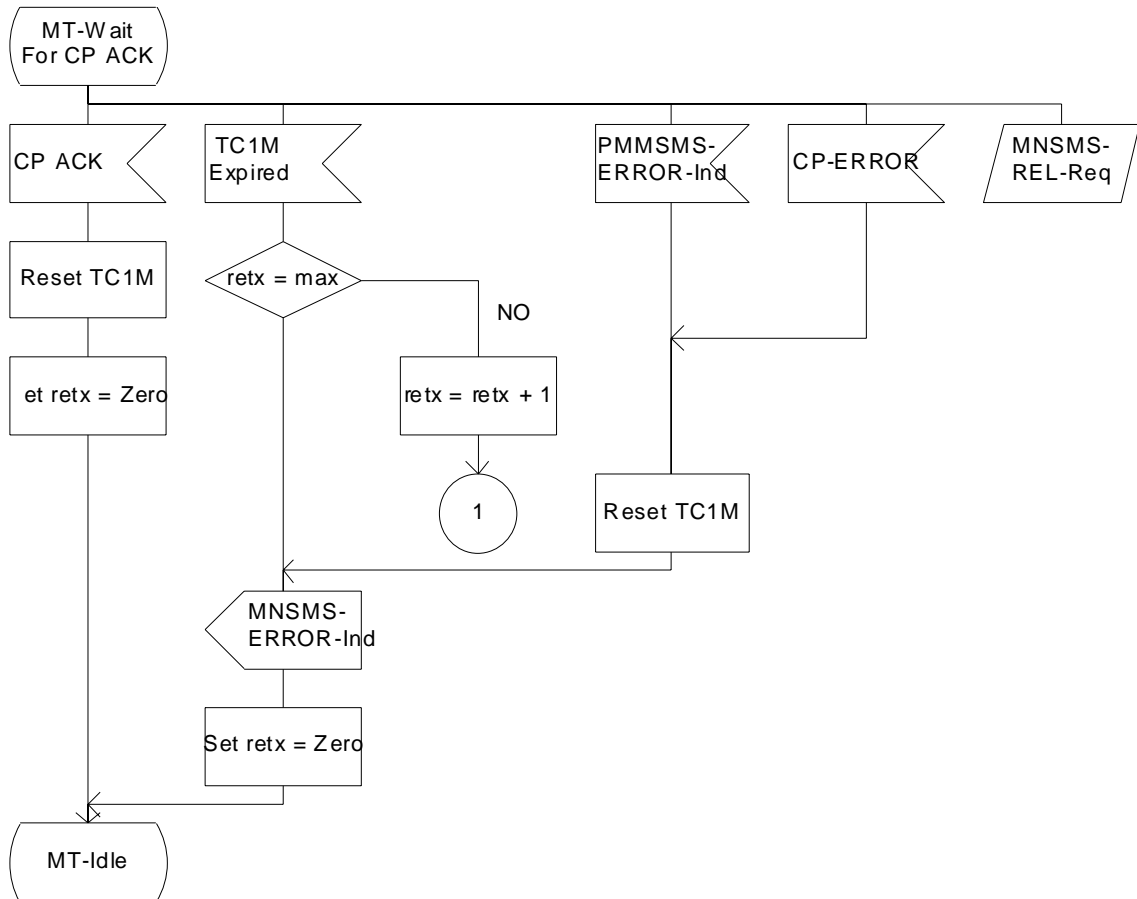 MT-Wait
For CP ACK
CP ACK
TC1M
Expired
PMMSMS-
ERROR-Ind
CP-ERROR
MNSMS-
REL-Req
Reset TC1M
retx = max
NO
et retx = Zero
retx = retx + 1
1
Reset TC1M
MNSMS-
ERROR-Ind
Set retx = Zero
MT-Idle